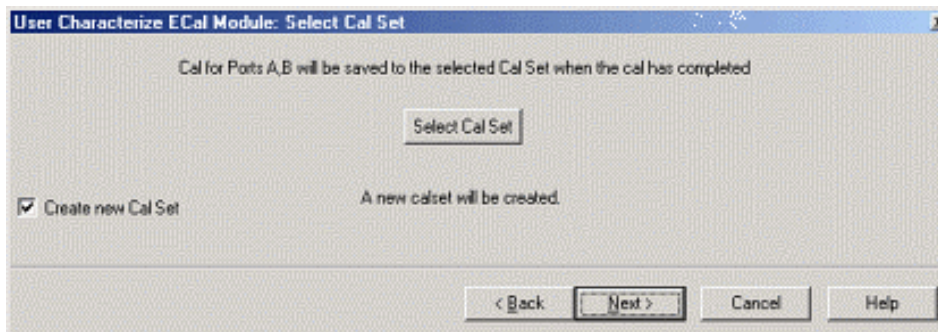 User Characterize ECal Module: Select Cal Set
Cal for Ports A,B will be saved to the selected Cal Set when the cal has completed
Select Cal Set
Create new Cal Set
A new calset will be created.
< Back
Next >
Cancel
Help